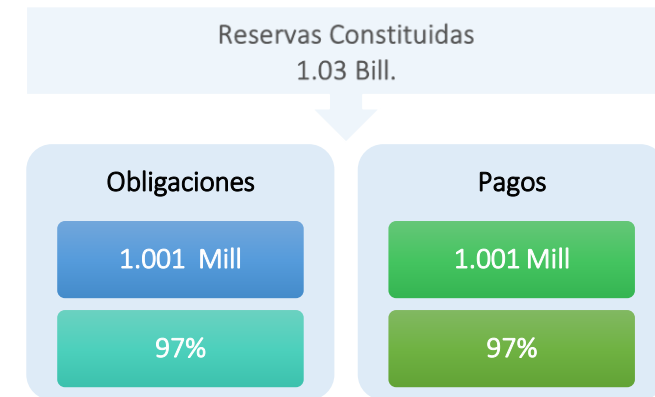 Reservas Constituidas
1.03 Bill.
Obligaciones
Pagos
1.001 Mill
1.001 Mill
97%
97%